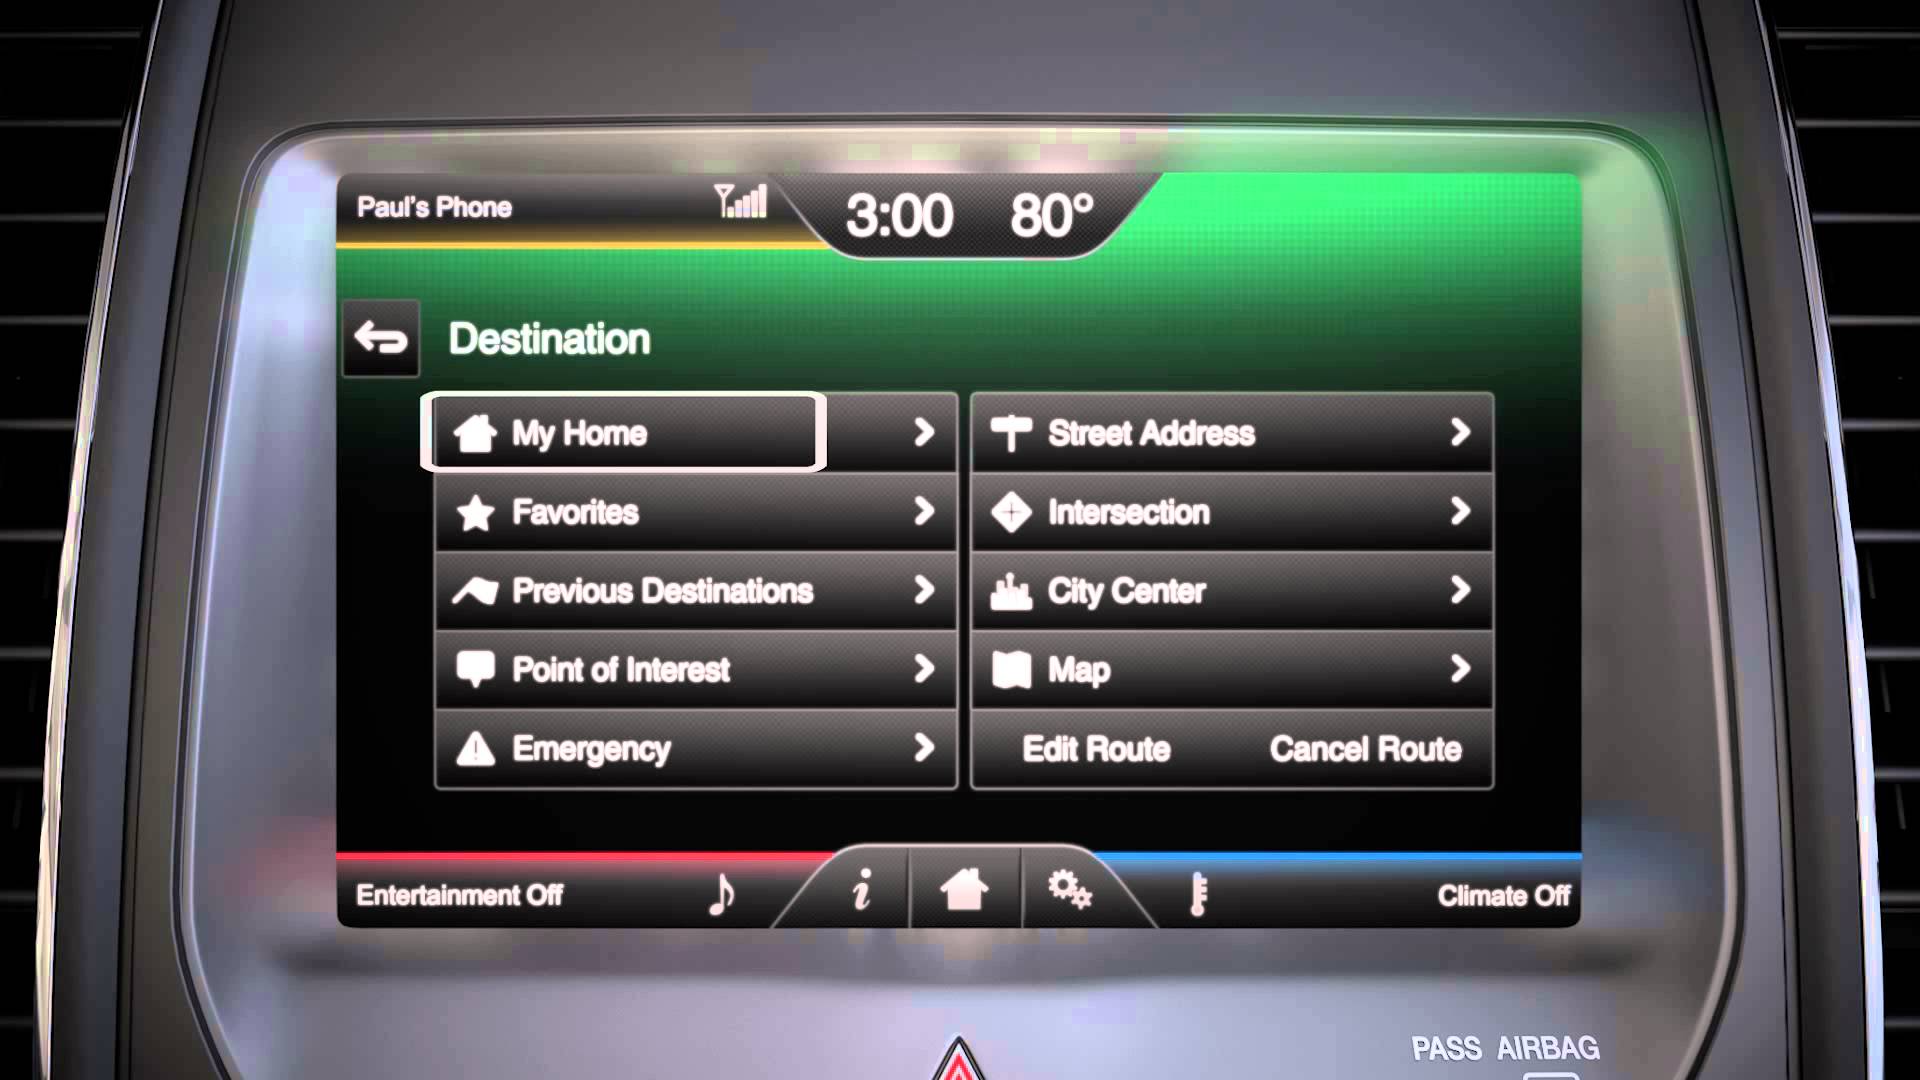 Paul's Phone
3:00 80°
Destination
My Home
Favorites
Previous Destinations
Point of Interest
Emergency
Street Address
Intersection
City Center
Map
Edit Route Cancel Route
Entertainment Off
i
Climate Off
PASS AIRBAG